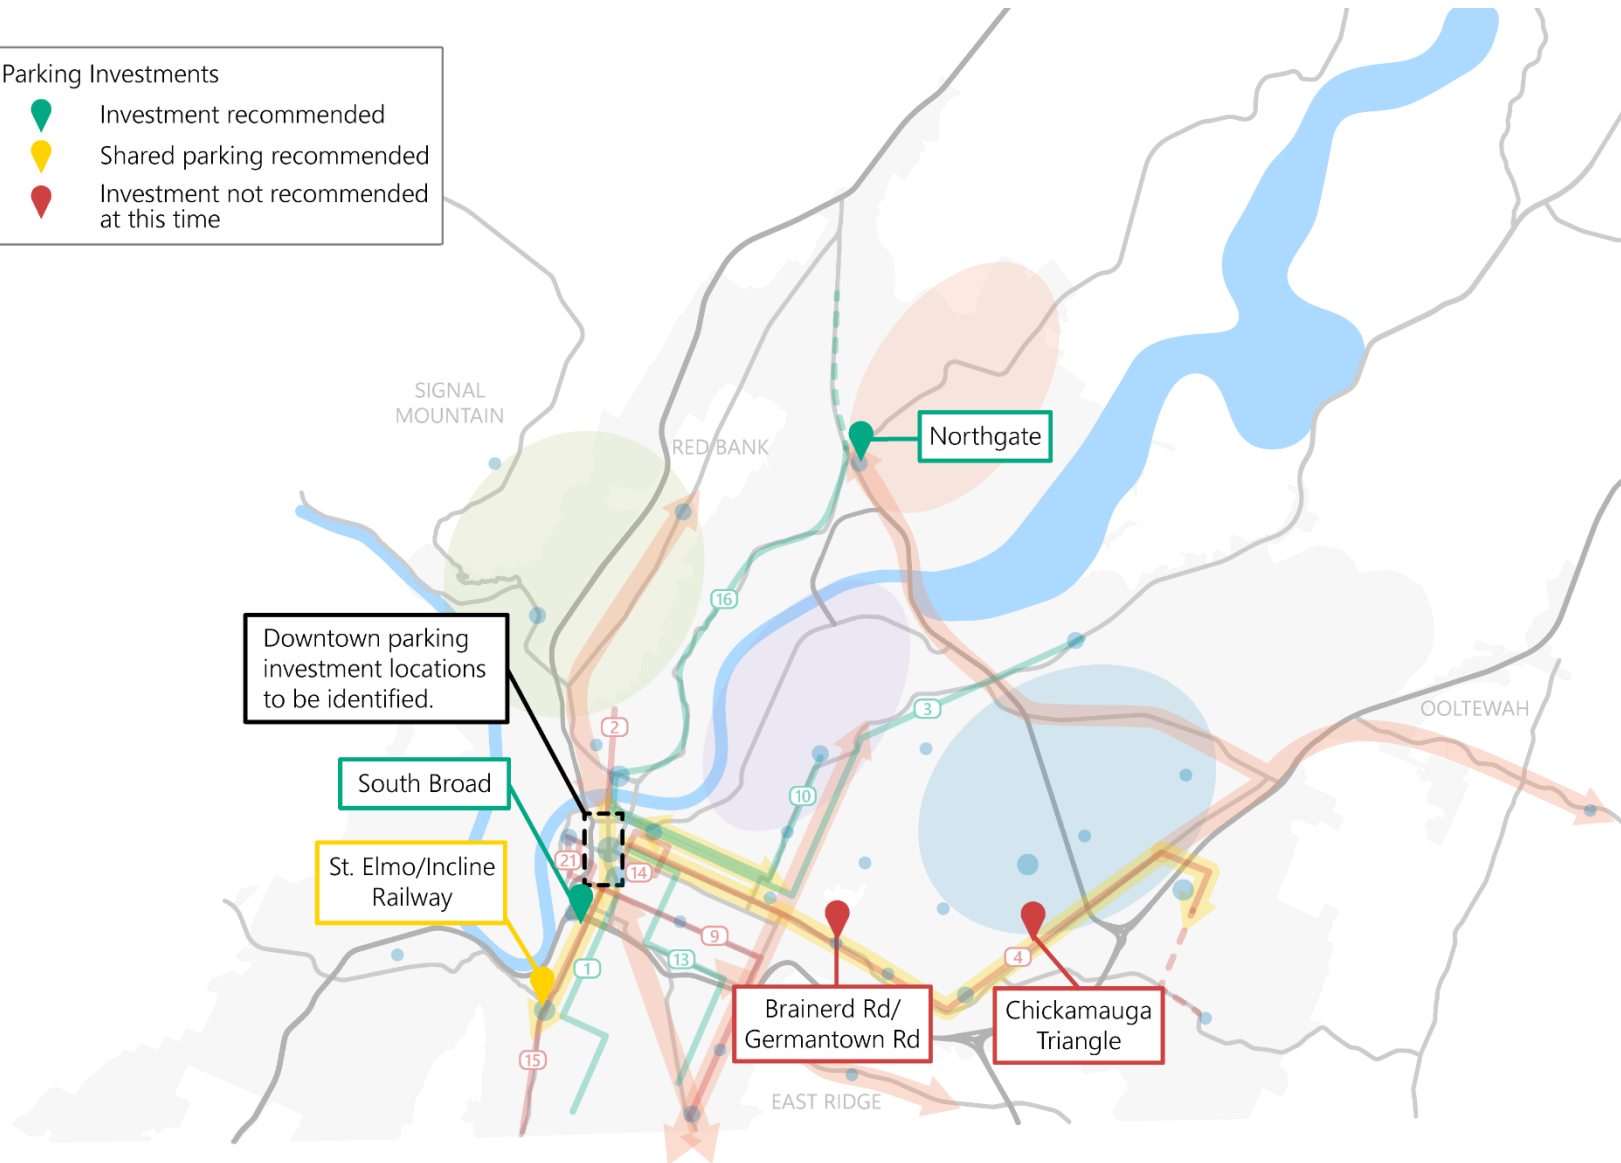 Parking Investments
Investment recommended
Shared parking recommended
Investment not recommended
at this time
SIGNAL
MOUNTAIN
RED BANK
Northgate
16
Downtown parking
investment locations
to be identified.
2
3
OOLTEWAH
South Broad
10
St. Elmo/Incline
Railway
21
14
9
13
1
4
Brainerd Rd/
Germantown Rd
Chickamauga
Triangle
15
EAST RIDGE